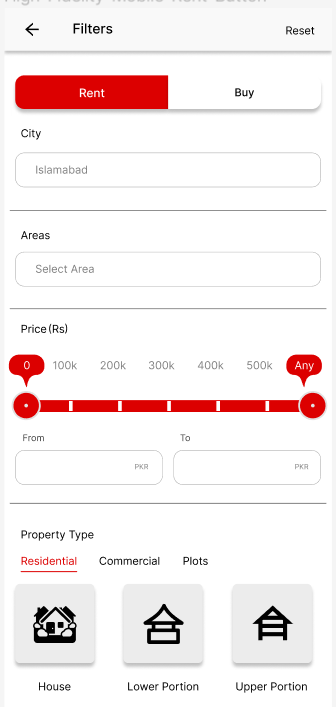 High-Fidelity Mobile Rent Button
Filters
Reset
Rent
Buy
City
Islamabad
Areas
Select Area
Price (Rs)
0 100k 200k 300k 400k 500k Any
From To
PKR PKR
Property Type
Residential Commercial Plots
House Lower Portion Upper Portion